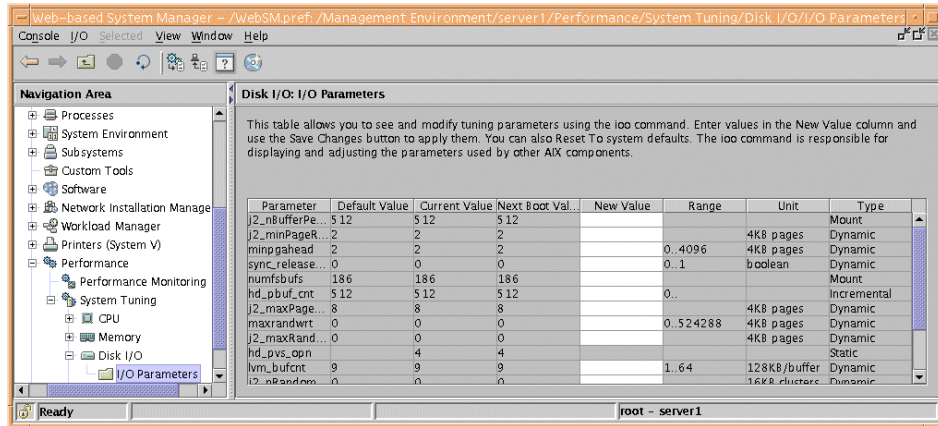 Web-based System Manager - /WebSM.pref: /Management Environment/server1/Performance/System Tuning/Disk I/O/I/O Parameters
Console I/O Selected View Window Help
Navigation Area
Processes
System Environment
Subsystems
Custom Tools
Software
Network Installation Manage
Workload Manager
Printers (System V)
Performance
Performance Monitoring
System Tuning
CPU
Memory
Disk I/O
I/O Parameters
Disk I/O: I/O Parameters
This table allows you to see and modify tuning parameters using the ioo command. Enter values in the New Value column and
use the Save Changes button to apply them. You can also Reset To system defaults. The ioo command is responsible for
displaying and adjusting the parameters used by other AIX components.
Parameter Default Value Current Value Next Boot Val... New Value Range Unit Type
j2_nBufferPe... 512 512 512 Mount
j2_minPageR... 2 2 2 4KB pages Dynamic
minpgahead 2 2 2 0..4096 4KB pages Dynamic
sync_release... 0 0 0 0..1 boolean Dynamic
numfsbufs 186 186 186 Mount
hd_pbuf_cnt 512 512 512 0.. Incremental
j2_maxPage... 8 8 8 4KB pages Dynamic
maxrandwrt 0 0 0 0..524288 4KB pages Dynamic
j2_maxRand... 0 0 0 4KB pages Dynamic
hd_pvs_opn 4 4 Static
lvm_bufcnt 9 9 9 1..64 128KB/buffer Dynamic
j2_nRandom 0 0 0 16KB clusters Dynamic
Ready
root - server1